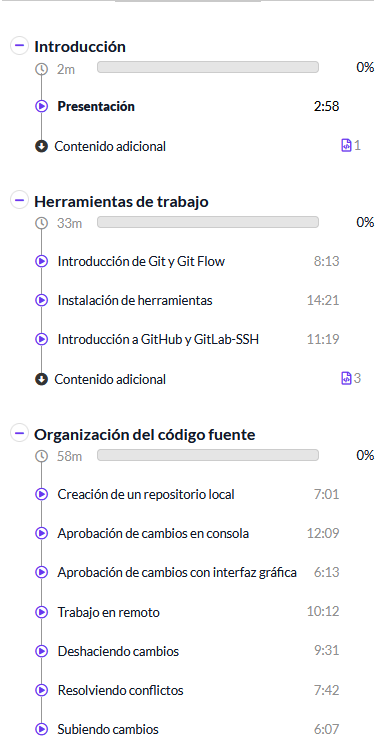 Introducción
2m 0%
Presentación 2:58
Contenido adicional 1
Herramientas de trabajo
33m 0%
Introducción de Git y Git Flow 8:13
Instalación de herramientas 14:21
Introducción a GitHub y GitLab-SSH 11:19
Contenido adicional 3
Organización del código fuente
58m 0%
Creación de un repositorio local 7:01
Aprobación de cambios en consola 12:09
Aprobación de cambios con interfaz gráfica 6:13
Trabajo en remoto 10:12
Deshaciendo cambios 9:31
Resolviendo conflictos 7:42
Subiendo cambios 6:07